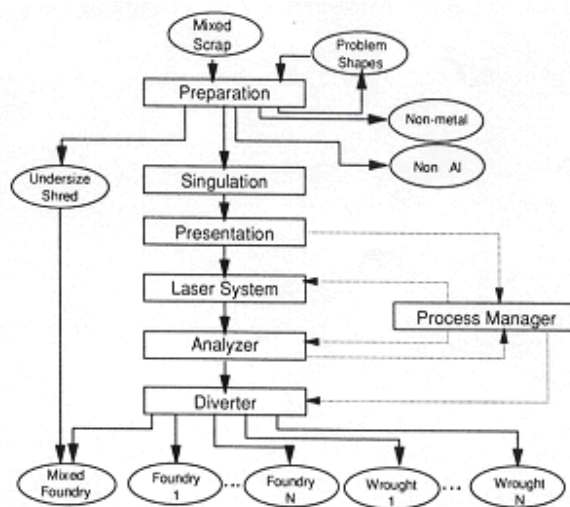 Mixed
Scrap
Problem
Shapes
Preparation
Non-metal
Non Al
Undersize
Shred
Singulation
Presentation
Laser System
Process Manager
Analyzer
Diverter
Mixed
Foundry
Foundry
1
...
Foundry
N
Wrought
1
...
Wrought
N